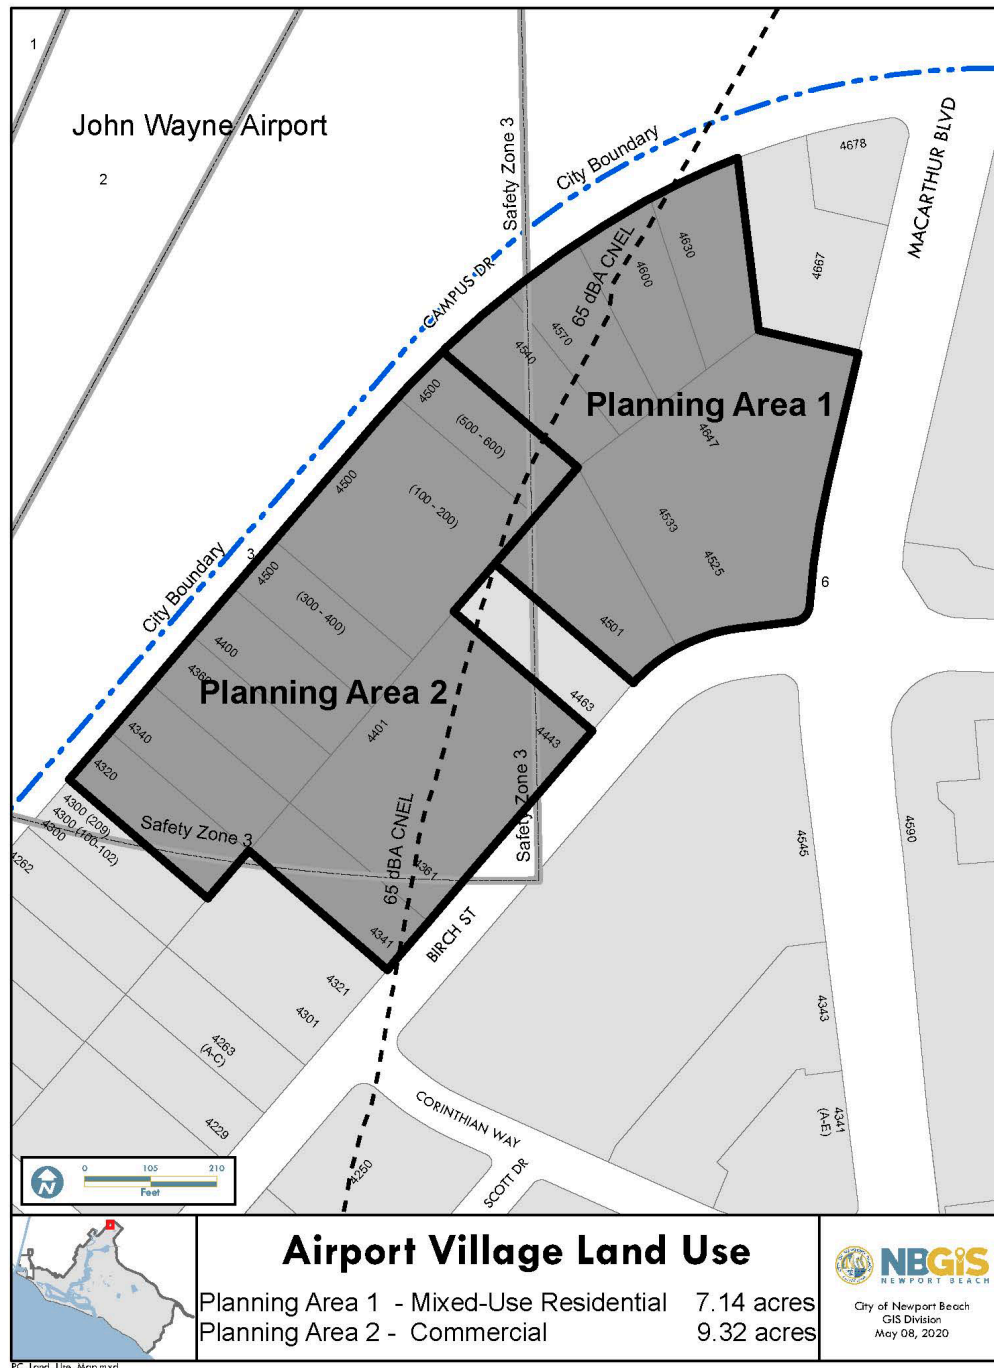 1
John Wayne Airport
2
Safety Zone 3
City Boundary
MACARTHUR BLVD
4678
4667
4630
4600
65 dBA CNEL
CAMPUS DR
4570
4540
Planning Area 1
4500
(500 - 600)
4647
4500
(100 - 200)
4533
4525
City Boundary
3
4500
6
(300 - 400)
4501
4400
Planning Area 2
4463
4401
4443
4340
4320
Safety Zone 3
65 dBA CNEL
4300 (209)
4300 (100-102)
4300
Safety Zone 3
4262
4361
4545
4590
4341
BIRCH ST
4321
4301
4343
4263
(A-C)
4229
CORINTHIAN WAY
4341
(A-E)
4250
SCOTT DR
N
0 105 210
Feet
Airport Village Land Use
Planning Area 1 - Mixed-Use Residential 7.14 acres
Planning Area 2 - Commercial 9.32 acres
NBGIS
NEWPORT BEACH
City of Newport Beach
GIS Division
May 08, 2020